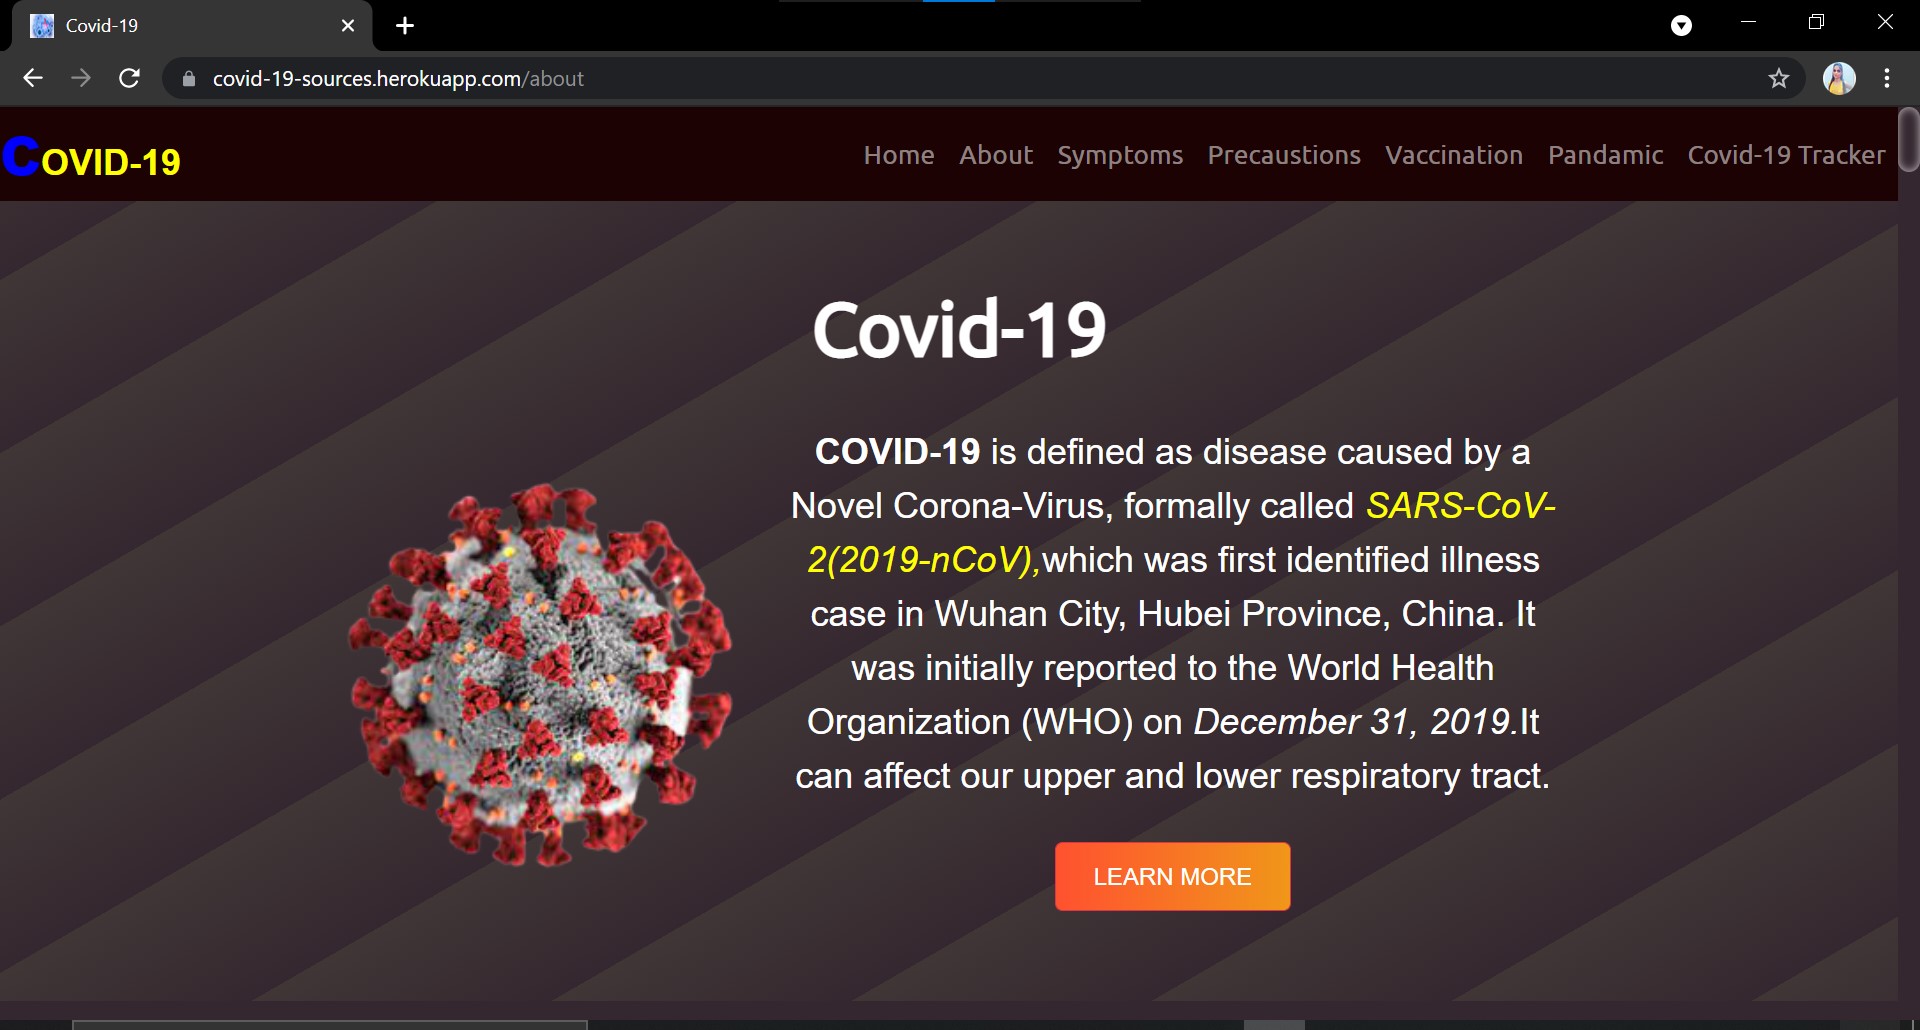 Covid-19
covid-19-sources.herokuapp.com/about
COVID-19
Home About Symptoms Precaustions Vaccination Pandamic Covid-19 Tracker
Covid-19
COVID-19 is defined as disease caused by a
Novel Corona-Virus, formally called SARS-CoV-
2(2019-nCoV),which was first identified illness
case in Wuhan City, Hubei Province, China. It
was initially reported to the World Health
Organization (WHO) on December 31, 2019.It
can affect our upper and lower respiratory tract.
LEARN MORE